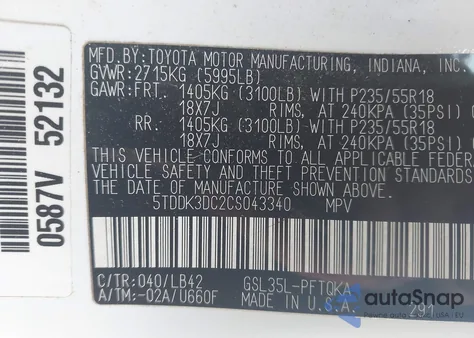 MFD.BY:TOYOTA MOTOR MANUFACTURING, INDIANA, INC.
GVWR:2715KG (5995LB)
GAWR:FRT. 1405KG (3100LB) WITH P235/55R18
18X7J RIMS, AT 240KPA (35PSI)
RR. 1405KG (3100LB) WITH P235/55R18
18X7J RIMS, AT 240KPA (35PSI)
THIS VEHICLE CONFORMS TO ALL APPLICABLE
VEHICLE SAFETY AND THEFT PREVENTION
THE DATE OF MANUFACTURE SHOWN ABOVE.
5TDDK3DC2CS043340 MPV
C/TR:040/LB42 GSL35L-PFTQKA
A/TM:-02A/U660F MADE IN U.S.A. 291
0587V 52132
autoSnap